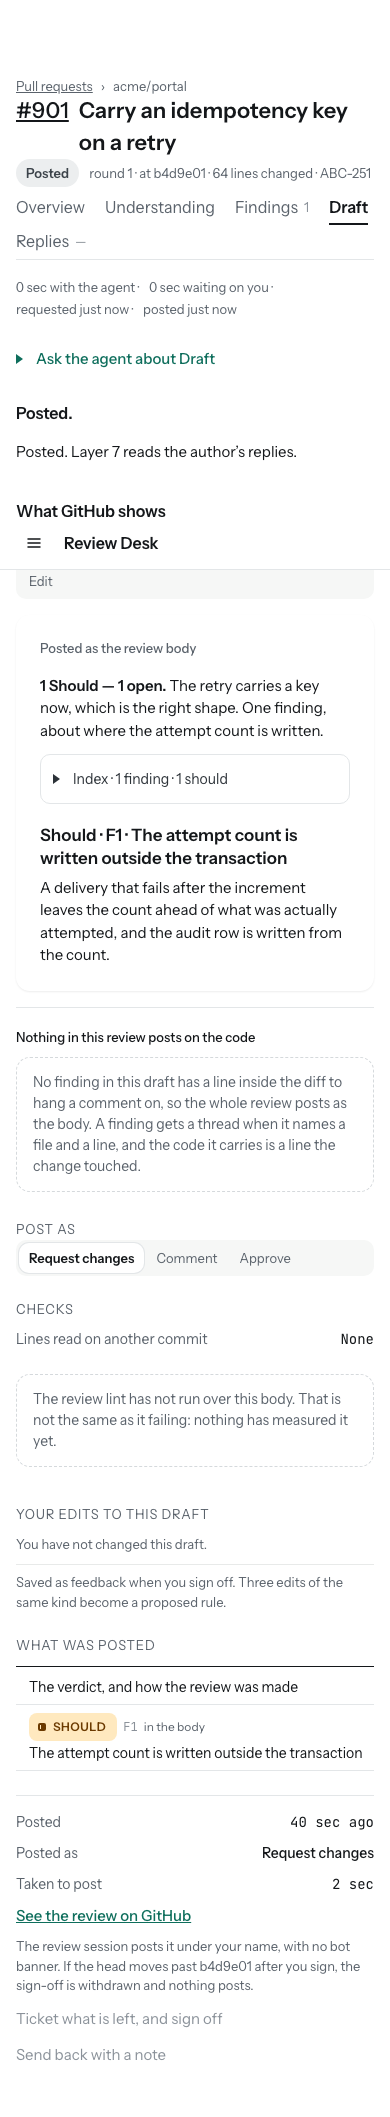 Pull requests › acme/portal
#901 Carry an idempotency key
on a retry
Posted round 1 · at b4d9e01 · 64 lines changed · ABC-251
Overview Understanding Findings 1 Draft
Replies —
0 sec with the agent · 0 sec waiting on you ·
requested just now · posted just now
Ask the agent about Draft
Posted.
Posted. Layer 7 reads the author’s replies.
What GitHub shows
Review Desk
Edit
Posted as the review body
1 Should — 1 open. The retry carries a key
now, which is the right shape. One finding,
about where the attempt count is written.
Index · 1 finding · 1 should
Should · F1 · The attempt count is
written outside the transaction
A delivery that fails after the increment
leaves the count ahead of what was actually
attempted, and the audit row is written from
the count.
Nothing in this review posts on the code
No finding in this draft has a line inside the diff to
hang a comment on, so the whole review posts as
the body. A finding gets a thread when it names a
file and a line, and the code it carries is a line the
change touched.
POST AS
Request changes Comment Approve
CHECKS
Lines read on another commit None
The review lint has not run over this body. That is
not the same as it failing: nothing has measured it
yet.
YOUR EDITS TO THIS DRAFT
You have not changed this draft.
Saved as feedback when you sign off. Three edits of the
same kind become a proposed rule.
WHAT WAS POSTED
The verdict, and how the review was made
SHOULD F1 in the body
The attempt count is written outside the transaction
Posted 40 sec ago
Posted as Request changes
Taken to post 2 sec
See the review on GitHub
The review session posts it under your name, with no bot
banner. If the head moves past b4d9e01 after you sign, the
sign-off is withdrawn and nothing posts.
Ticket what is left, and sign off
Send back with a note